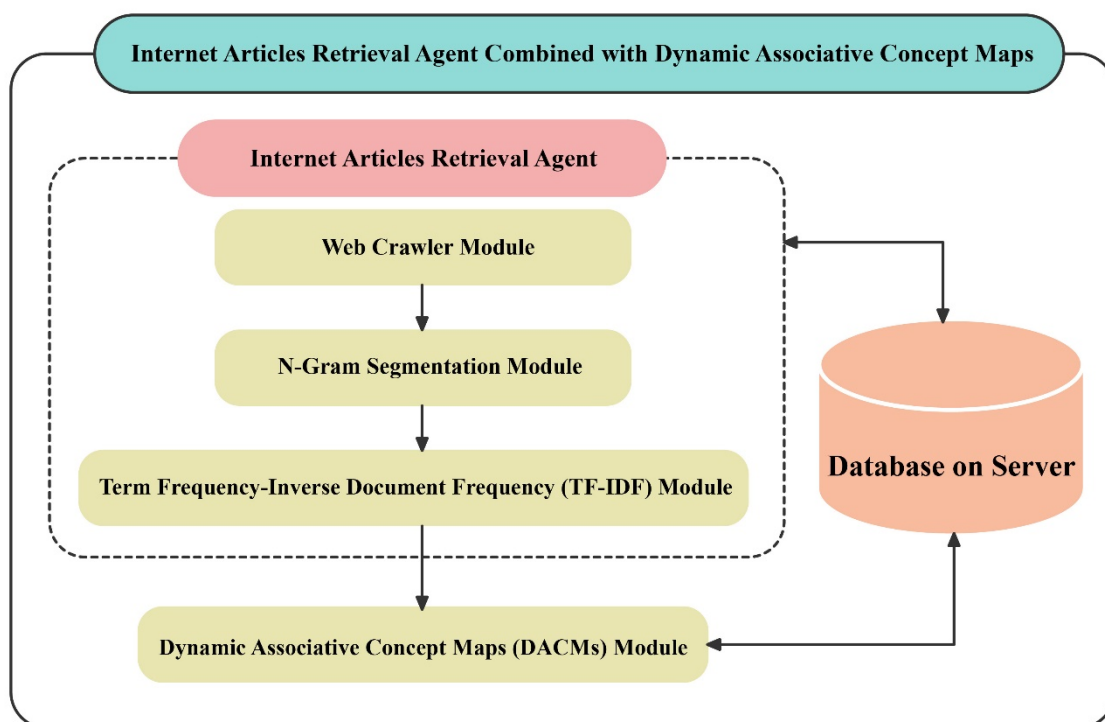 Internet Articles Retrieval Agent Combined with Dynamic Associative Concept Maps
Internet Articles Retrieval Agent
Web Crawler Module
N-Gram Segmentation Module
Term Frequency-Inverse Document Frequency (TF-IDF) Module
Database on Server
Dynamic Associative Concept Maps (DACMs) Module